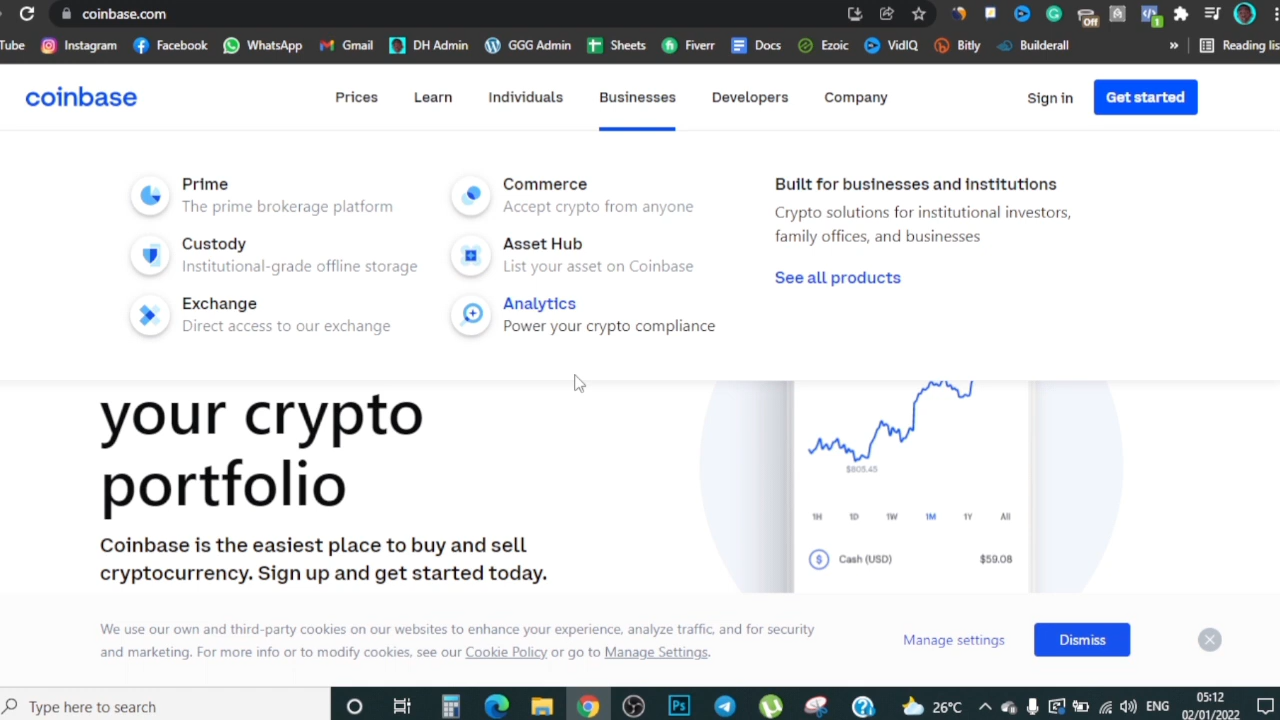 coinbase.com
Tube Instagram Facebook WhatsApp Gmail DH Admin GGG Admin Sheets Fiverr Docs Ezoic VidIQ Bitly Builderall » Reading lis
Off
1
coinbase Prices Learn Individuals Businesses Developers Company Sign in Get started
Prime
The prime brokerage platform
Custody
Institutional-grade offline storage
Exchange
Direct access to our exchange
Commerce
Accept crypto from anyone
Asset Hub
List your asset on Coinbase
Analytics
Power your crypto compliance
Built for businesses and institutions
Crypto solutions for institutional investors,
family offices, and businesses
See all products
your crypto
portfolio
Coinbase is the easiest place to buy and sell
cryptocurrency. Sign up and get started today.
$805.45
1H 1D 1W 1M 1Y All
$ Cash (USD) $59.08
We use our own and third-party cookies on our websites to enhance your experience, analyze traffic, and for security
and marketing. For more info or to modify cookies, see our Cookie Policy or go to Manage Settings.
Manage settings
Dismiss
Type here to search
Ps
26°C
ENG
05:12
02/01/2022